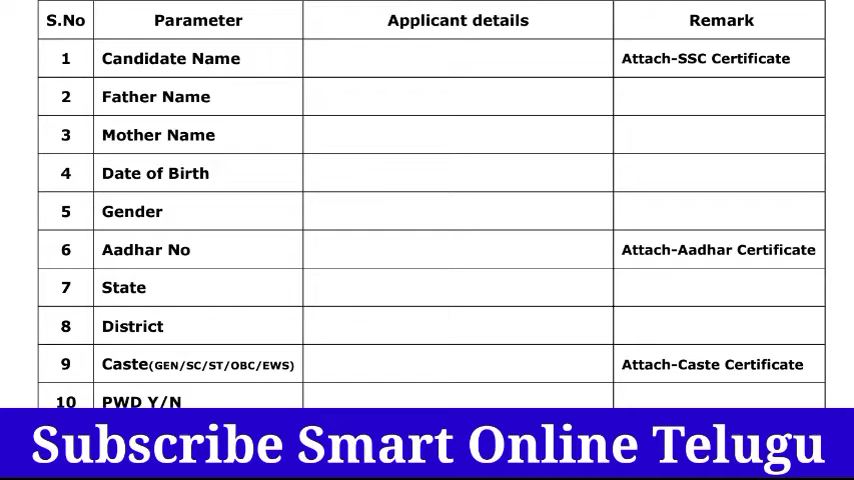 S.No Parameter Applicant details Remark
1 Candidate Name Attach-SSC Certificate
2 Father Name
3 Mother Name
4 Date of Birth
5 Gender
6 Aadhar No Attach-Aadhar Certificate
7 State
8 District
9 Caste(GEN/SC/ST/OBC/EWS) Attach-Caste Certificate
10 PWD Y/N
Subscribe Smart Online Telugu